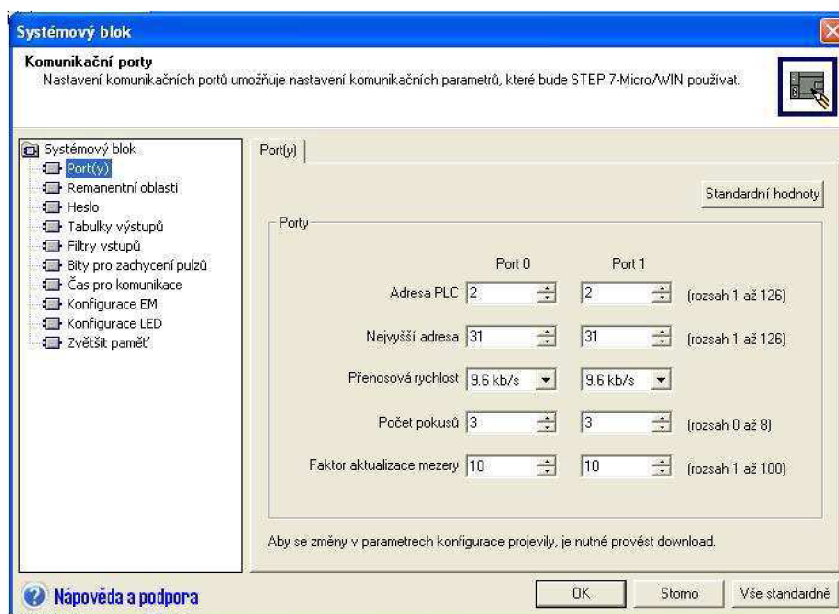 Systémový blok
Komunikační porty
Nastavení komunikačních portů umožňuje nastavení komunikačních parametrů, které bude STEP 7-Micro/WIN používat.
Systémový blok
Port(y)
Remanentní oblasti
Heslo
Tabulky výstupů
Filtry vstupů
Bity pro zachycení pulzů
Čas pro komunikace
Konfigurace EM
Konfigurace LED
Zvětšit paměť
Port(y)
Standardní hodnoty
Porty
Port 0 Port 1
Adresa PLC 2 2 (rozsah 1 až 126)
Nejvyšší adresa 31 31 (rozsah 1 až 126)
Přenosová rychlost 9.6 kb/s 9.6 kb/s
Počet pokusů 3 3 (rozsah 0 až 8)
Faktor aktualizace mezery 10 10 (rozsah 1 až 100)
Aby se změny v parametrech konfigurace projevily, je nutné provést download.
Nápověda a podpora
OK Storno Vše standardně